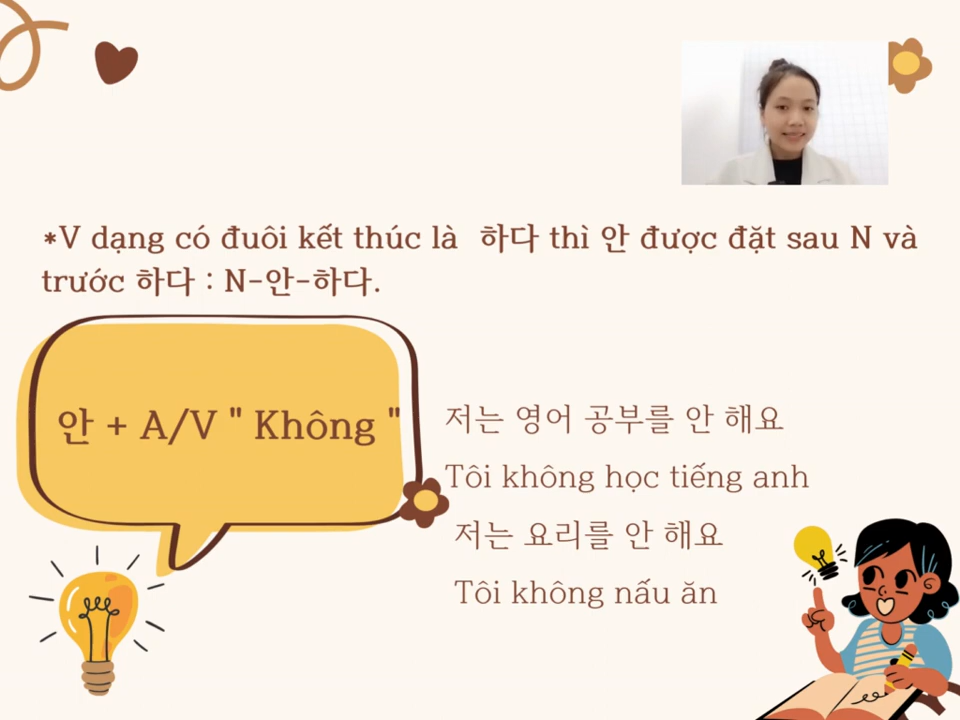 *V dạng có đuôi kết thúc là 하다 thì 안 được đặt sau N và
trước 하다 : N-안-하다.
안 + A/V " Không "
저는 영어 공부를 안 해요
Tôi không học tiếng anh
저는 요리를 안 해요
Tôi không nấu ăn